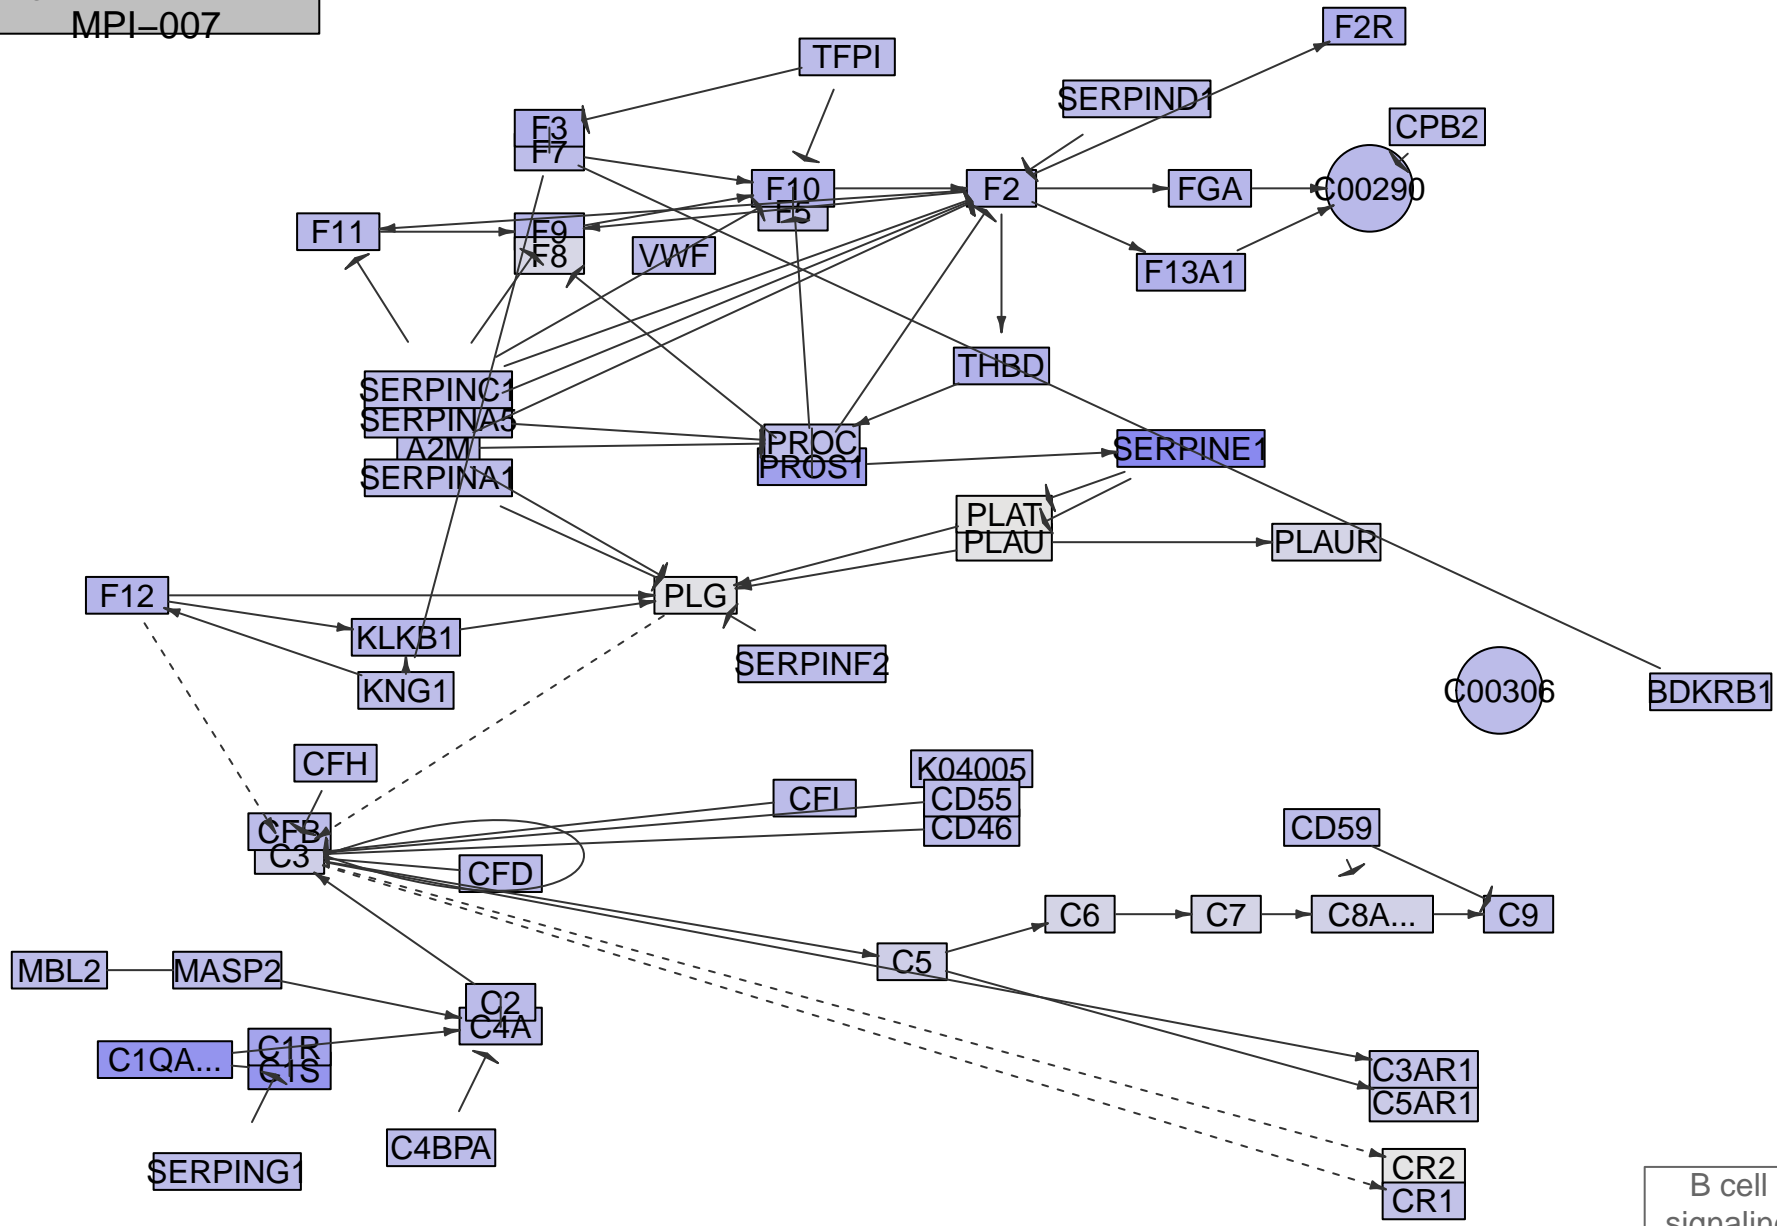 MPI–007
F2R
TFPI
SERPIND1
CPB2
F3
F7
F10
F5
F2
FGA
C00290
F11
F9
F8
VWF
F13A1
THBD
SERPINC1
SERPINA5
A2M
SERPINA1
PROC
PROS1
SERPINE1
PLAT
PLAU
PLAUR
F12
PLG
KLKB1
KNG1
SERPINF2
C00306
BDKRB1
CFH
K04005
CFI
CD55
CD46
CFB
C3
CD59
CFD
C6
C7
C8A...
C9
C5
MBL2
MASP2
C2
C4A
C1QA...
C1R
C1S
C3AR1
C5AR1
C4BPA
SERPING1
CR2
CR1
B cell